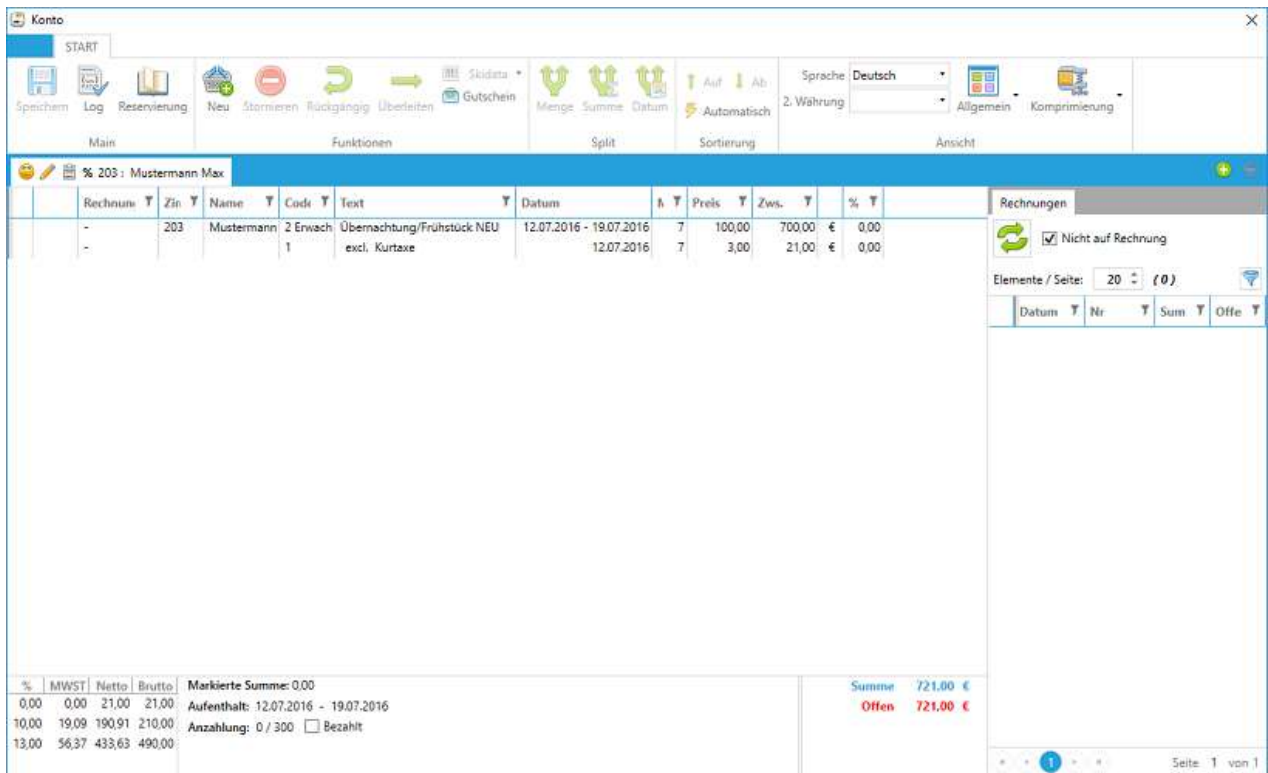 Konto
START
Speichern Log Reservierung Neu Stornieren Rückgängig Überleiten Skidata Gutschein Menge Summe Datum Auf Ab Automatisch Sprache Deutsch 2. Währung Allgemein Komprimierung
Main Funktionen Split Sortierung Ansicht
% 203 : Mustermann Max
Rechnun Zir Name Code Text Datum Preis Zws. %
- 203 Mustermann 2 Erwach Übernachtung/Frühstück NEU 12.07.2016 - 19.07.2016 7 100,00 700,00 € 0,00
- 1 excl. Kurtaxe 12.07.2016 7 3,00 21,00 € 0,00
Rechnungen
Nicht auf Rechnung
Elemente / Seite: 20 (0)
Datum Nr Sum Offe
% MWST Netto Brutto
0,00 0,00 21,00 21,00
10,00 19,09 190,91 210,00
13,00 56,37 433,63 490,00
Markierte Summe: 0,00
Aufenthalt: 12.07.2016 - 19.07.2016
Anzahlung: 0 / 300 Bezahlt
Summe 721,00 €
Offen 721,00 €
1 Seite 1 von 1